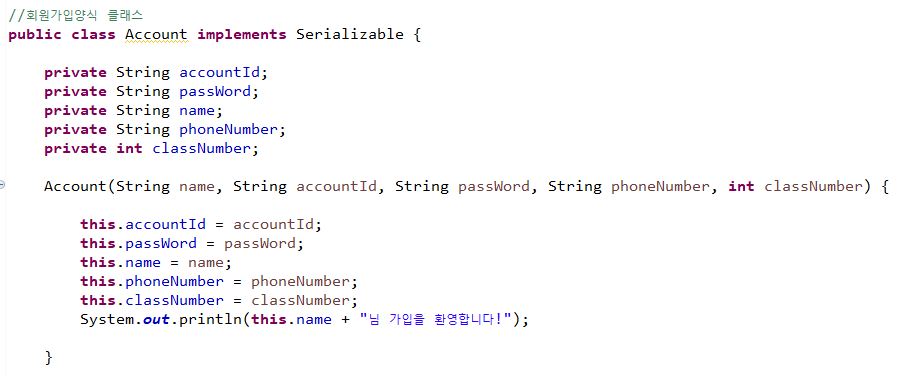 //회원가입양식 클래스
public class Account implements Serializable {
private String accountId;
private String passWord;
private String name;
private String phoneNumber;
private int classNumber;
Account(String name, String accountId, String passWord, String phoneNumber, int classNumber) {
this.accountId = accountId;
this.passWord = passWord;
this.name = name;
this.phoneNumber = phoneNumber;
this.classNumber = classNumber;
System.out.println(this.name + "님 가입을 환영합니다!");
}